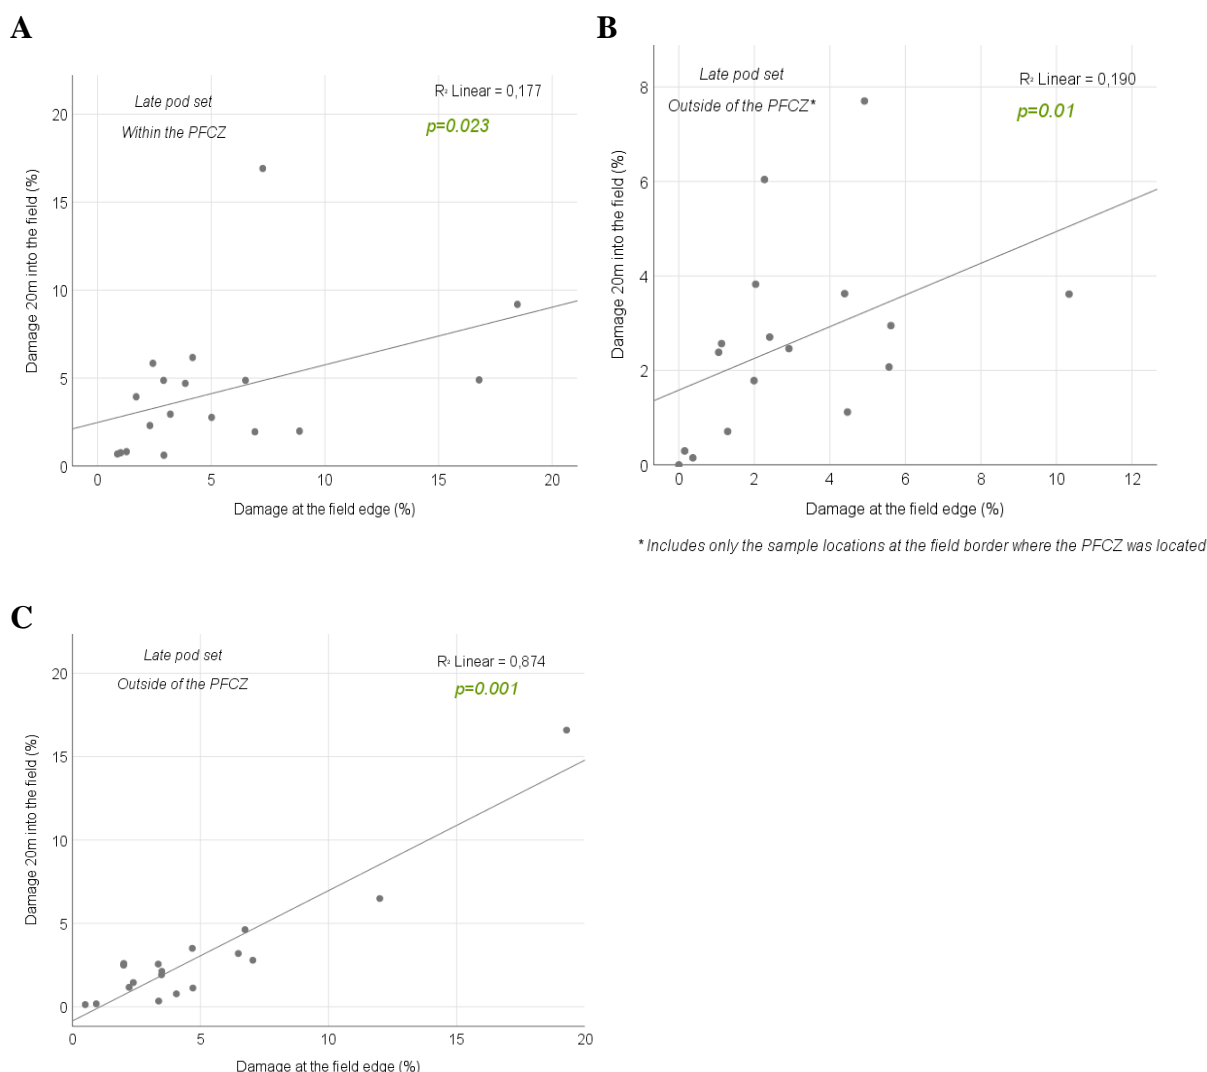 A
Late pod set
Within the PFCZ
R² Linear = 0,177
p=0.023
Damage 20m into the field (%)
20
15
10
5
0
0 5 10 15 20
Damage at the field edge (%)
B
Late pod set
Outside of the PFCZ*
R² Linear = 0,190
p=0.01
Damage 20m into the field (%)
8
6
4
2
0
0 2 4 6 8 10 12
Damage at the field edge (%)
* Includes only the sample locations at the field border where the PFCZ was located
C
Late pod set
Outside of the PFCZ
R² Linear = 0,874
p=0.001
Damage 20m into the field (%)
20
15
10
5
0
0 5 10 15 20
Damage at the field edge (%)